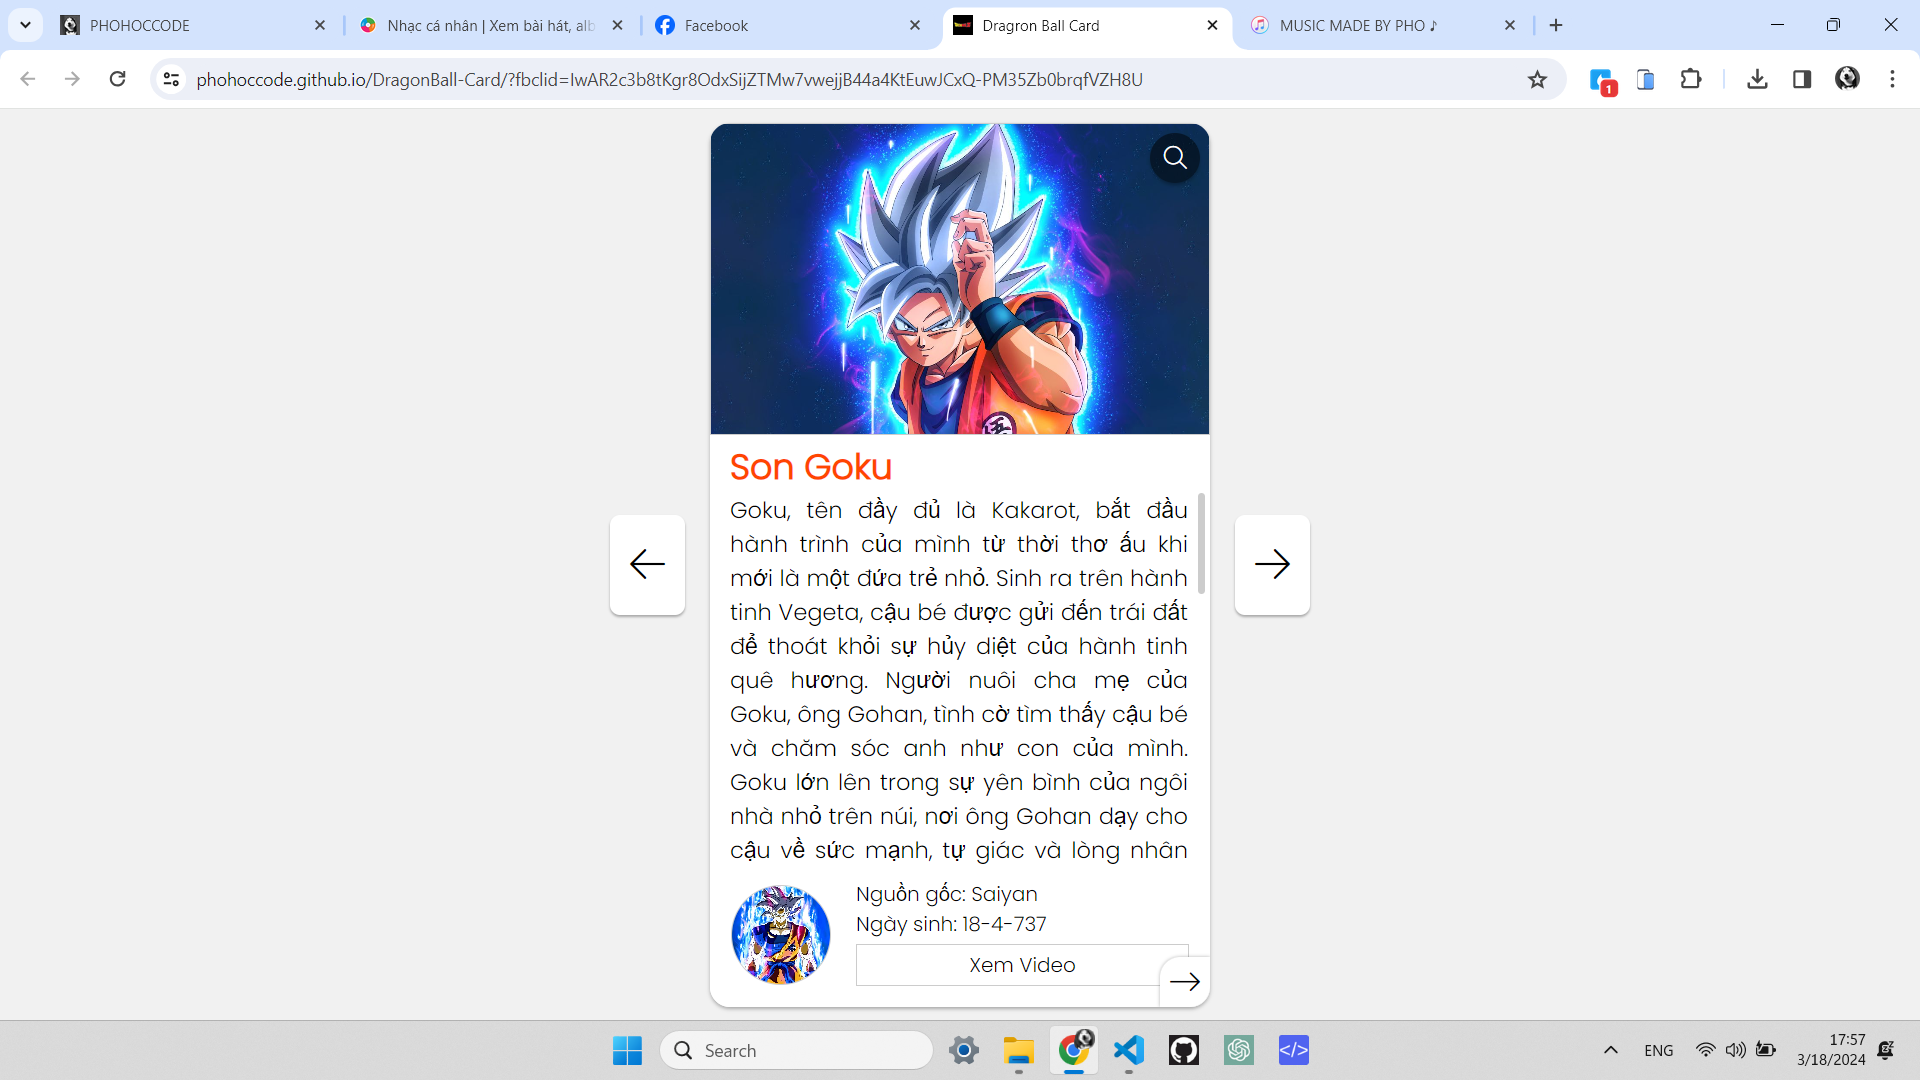 PHOHOCCODE
Nhạc cá nhân | Xem bài hát, alb
Facebook
Dragron Ball Card
MUSIC MADE BY PHO ♪
phohoccode.github.io/DragonBall-Card/?fbclid=IwAR2c3b8tKgr8OdxSijZTMw7vwejjB44a4KtEuwJCxQ-PM35Zb0brqfVZH8U
1
悟
Son Goku
Goku, tên đầy đủ là Kakarot, bắt đầu
hành trình của mình từ thời thơ ấu khi
mới là một đứa trẻ nhỏ. Sinh ra trên hành
tinh Vegeta, cậu bé được gửi đến trái đất
để thoát khỏi sự hủy diệt của hành tinh
quê hương. Người nuôi cha mẹ của
Goku, ông Gohan, tình cờ tìm thấy cậu bé
và chăm sóc anh như con của mình.
Goku lớn lên trong sự yên bình của ngôi
nhà nhỏ trên núi, nơi ông Gohan dạy cho
cậu về sức mạnh, tự giác và lòng nhân
Nguồn gốc: Saiyan
Ngày sinh: 18-4-737
Xem Video
Search
</>
ENG
17:57
3/18/2024